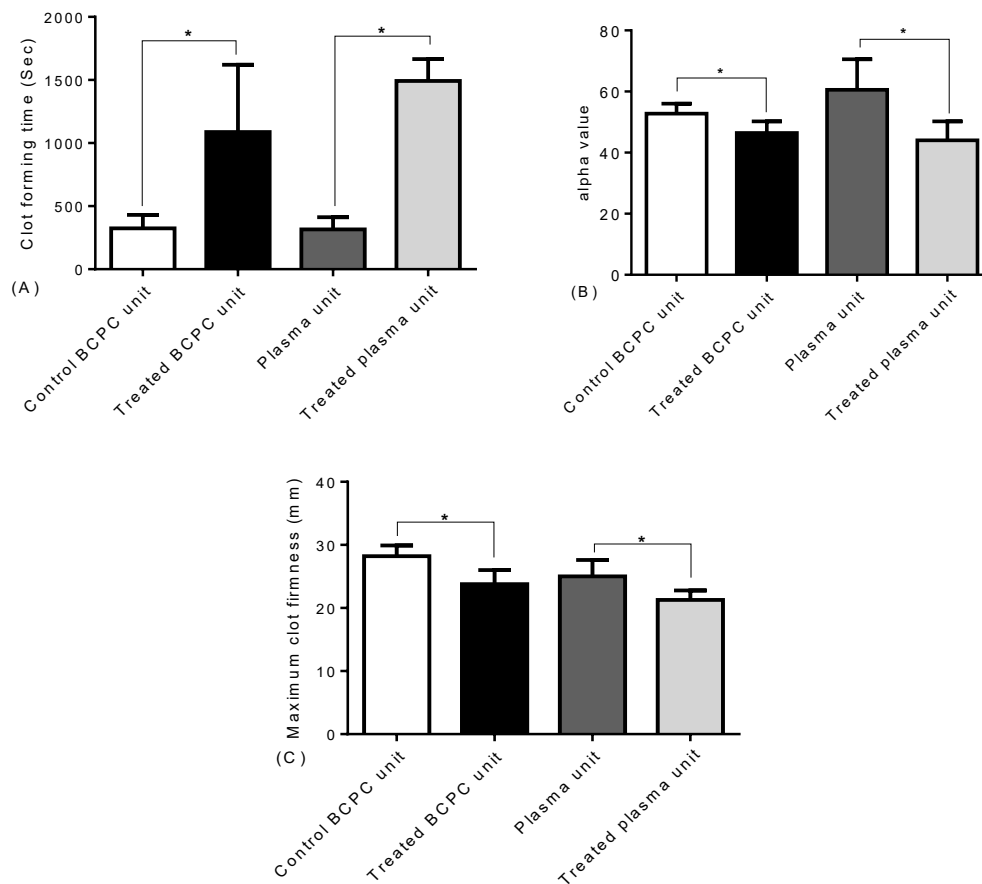 2000
1500
1000
500
0
Clot forming time (Sec)
*
*
(A)
Control BCPC unit
Treated BCPC unit
Plasma unit
Treated plasma unit
80
60
40
20
0
alpha value
*
*
(B)
Control BCPC unit
Treated BCPC unit
Plasma unit
Treated plasma unit
40
30
20
10
0
Maximum clot firmness (mm)
*
*
(C)
Control BCPC unit
Treated BCPC unit
Plasma unit
Treated plasma unit